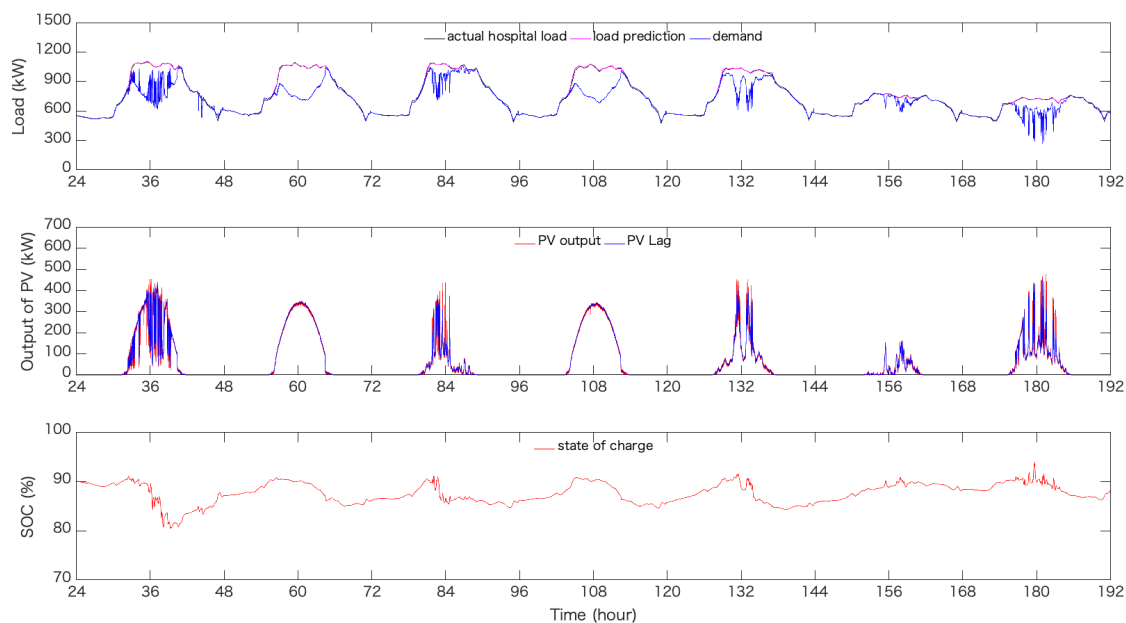 1500
1200
900
600
300
0
Load (kW)
actual hospital load load prediction demand
24 36 48 60 72 84 96 108 120 132 144 156 168 180 192
700
600
500
400
300
200
100
0
Output of PV (kW)
PV output PV Lag
24 36 48 60 72 84 96 108 120 132 144 156 168 180 192
100
90
80
70
SOC (%)
state of charge
24 36 48 60 72 84 96 108 120 132 144 156 168 180 192
Time (hour)